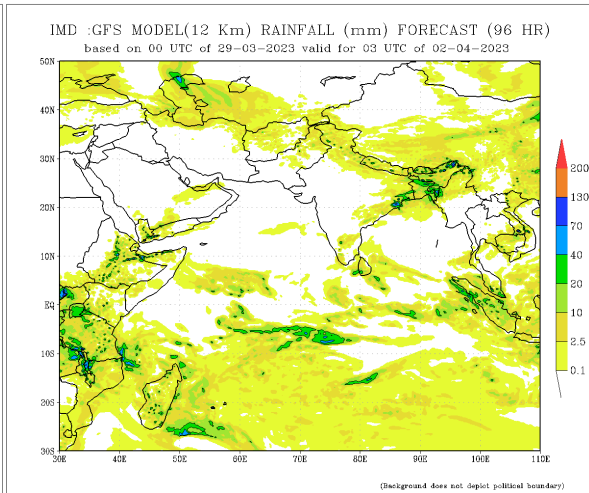 IMD :GFS MODEL(12 Km) RAINFALL (mm) FORECAST (96 HR)
based on 00 UTC of 29-03-2023 valid for 03 UTC of 02-04-2023
50N
40N
30N
20N
10N
EQ
10S
20S
30S
30E 40E 50E 60E 70E 80E 90E 100E 110E
200
130
70
40
20
10
2.5
0.1
(Background does not depict political boundary)